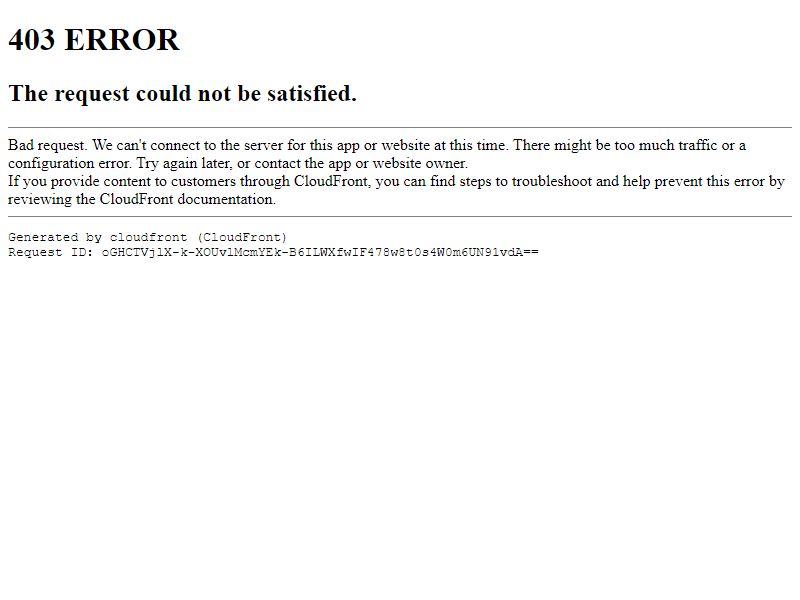 403 ERROR
The request could not be satisfied.
Bad request. We can't connect to the server for this app or website at this time. There might be too much traffic or a
configuration error. Try again later, or contact the app or website owner.
If you provide content to customers through CloudFront, you can find steps to troubleshoot and help prevent this error by
reviewing the CloudFront documentation.
Generated by cloudfront (CloudFront)
Request ID: oGHCTVjlX-k-XOUvlMcmYEk-B6ILWXfwIF478w8t0s4W0m6UN91vdA==